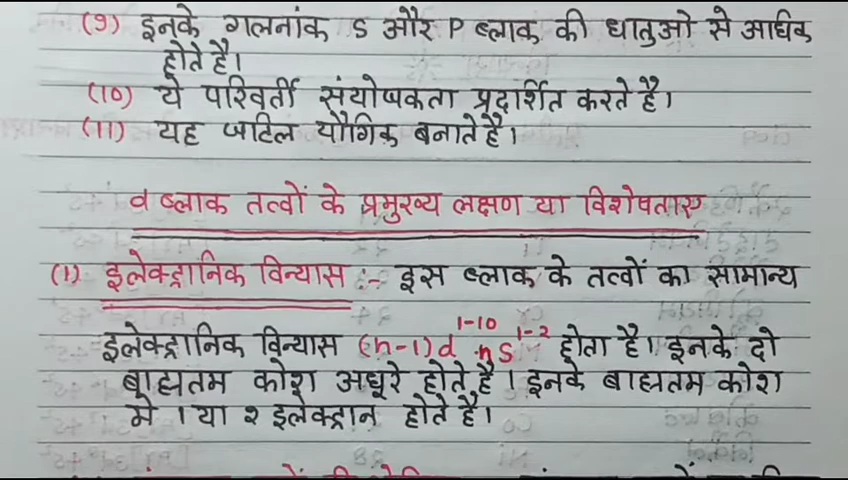 (9) इनके गलनांक S और P ब्लाक की धातुओ से अधिक
होते है।
(10) ये परिवर्ती संयोजकता प्रदर्शित करते है।
(11) यह जटिल यौगिक बनाते है।
d ब्लाक तत्वों के प्रमुख्य लक्षण या विशेषताए
(1) इलेक्ट्रानिक विन्यास :- इस ब्लाक के तत्वों का सामान्य
इलेक्ट्रानिक विन्यास (n-1)d¹⁻¹⁰ ns¹⁻² होता है। इनके दो
बाह्यतम कोश अधूरे होते है। इनके बाह्यतम कोश
मे 1 या 2 इलेक्ट्रान होते है।